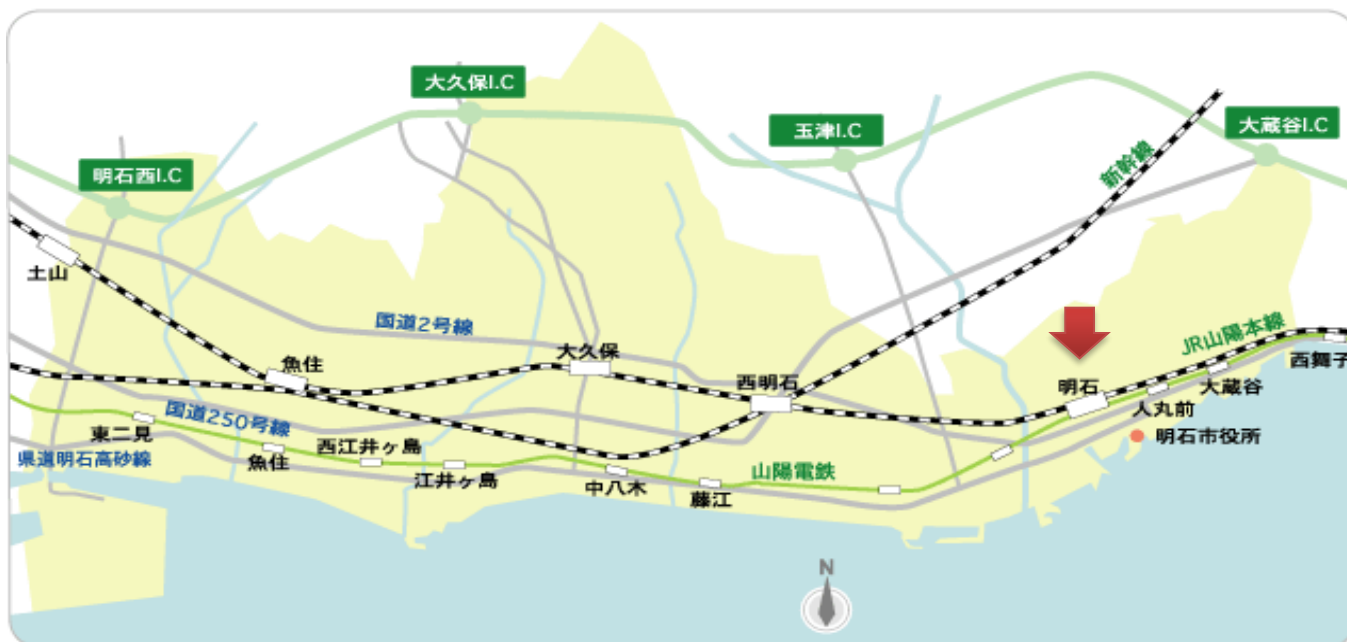 大久保I.C
玉津I.C
大蔵谷I.C
明石西I.C
新幹線
土山
国道2号線
JR山陽本線
大久保
魚住
西明石
明石
西舞子
大蔵谷
人丸前
国道250号線
東二見
明石市役所
西江井ヶ島
魚住
県道明石高砂線
江井ヶ島
山陽電鉄
中八木
藤江
N